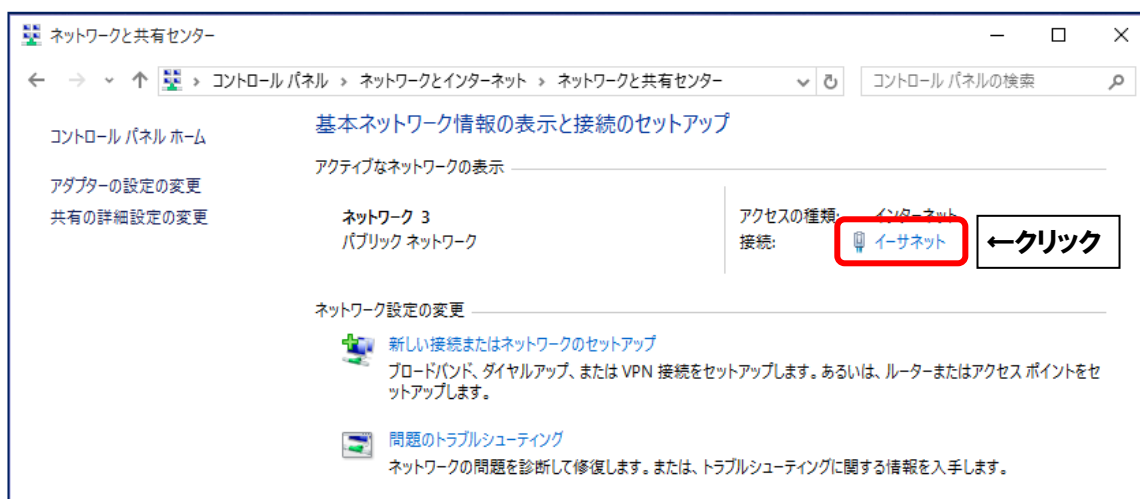 ネットワークと共有センター
コントロール パネル › ネットワークとインターネット › ネットワークと共有センター
コントロール パネルの検索
コントロール パネル ホーム
アダプターの設定の変更
共有の詳細設定の変更
基本ネットワーク情報の表示と接続のセットアップ
アクティブなネットワークの表示
ネットワーク 3
パブリック ネットワーク
アクセスの種類: インターネット
接続: イーサネット
←クリック
ネットワーク設定の変更
新しい接続またはネットワークのセットアップ
ブロードバンド、ダイヤルアップ、または VPN 接続をセットアップします。あるいは、ルーターまたはアクセス ポイントをセ
ットアップします。
問題のトラブルシューティング
ネットワークの問題を診断して修復します。または、トラブルシューティングに関する情報を入手します。